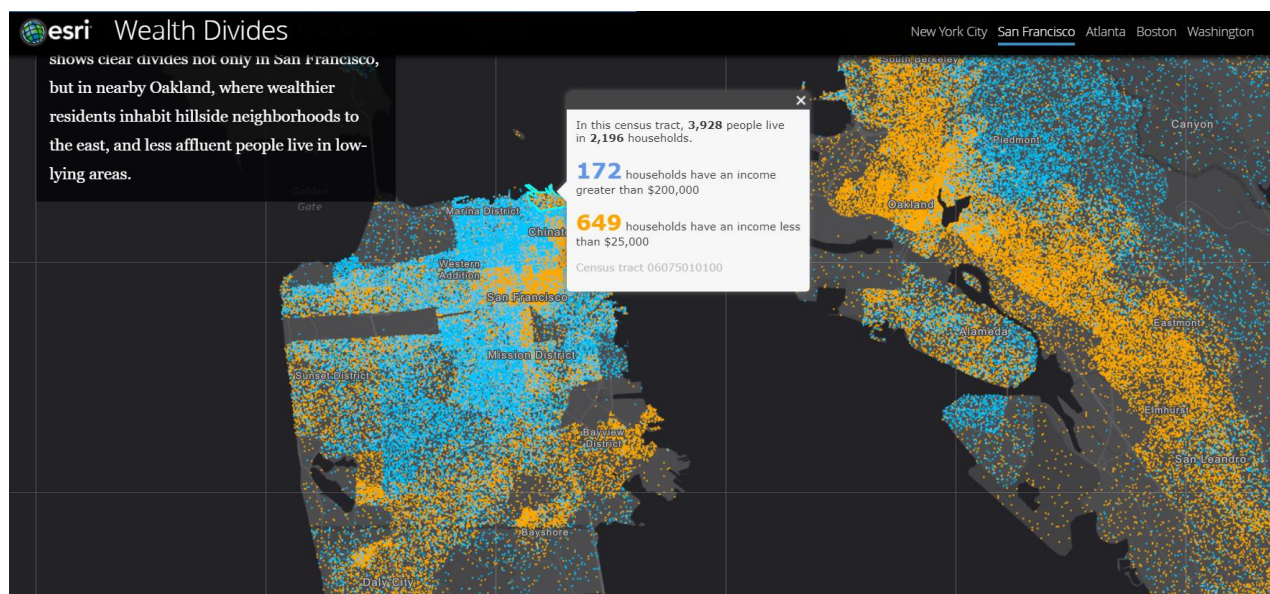 esri Wealth Divides
New York City San Francisco Atlanta Boston Washington
shows clear divides not only in San Francisco,
but in nearby Oakland, where wealthier
residents inhabit hillside neighborhoods to
the east, and less affluent people live in low-
lying areas.
In this census tract, 3,928 people live
in 2,196 households.
172 households have an income
greater than $200,000
649 households have an income less
than $25,000
Census tract 06075010100
South Berkeley
Canyon
Piedmont
Golden
Gate
Marina District
Oakland
Chinat
Western
Addition
San Francisco
Alameda
Eastmont
Mission District
Sunset District
Elmhurst
Bayview
District
San Leandro
Bayshore
Daly City